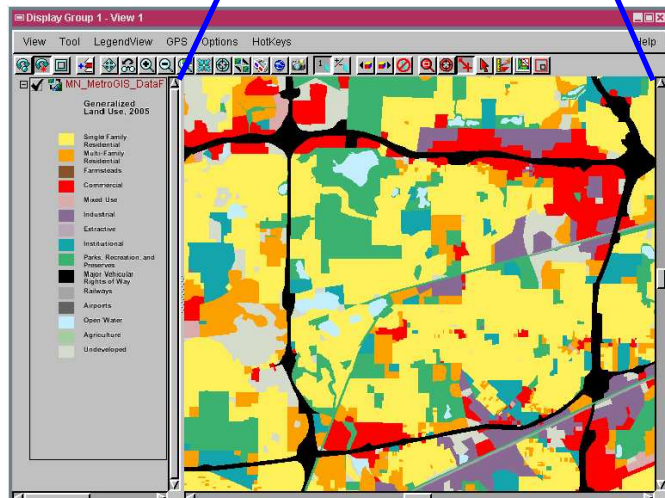 Display Group 1 - View 1
View Tool LegendView GPS Options HotKeys Help
MN_MetroGIS_DataF
Generalized
Land Use, 2005
Single Family
Residential
Multi-Family
Residential
Farmsteads
Commercial
Mixed Use
Industrial
Extractive
Institutional
Parks, Recreation, and
Preserves
Major Vehicular
Rights of Way
Railways
Airports
Open Water
Agriculture
Undeveloped